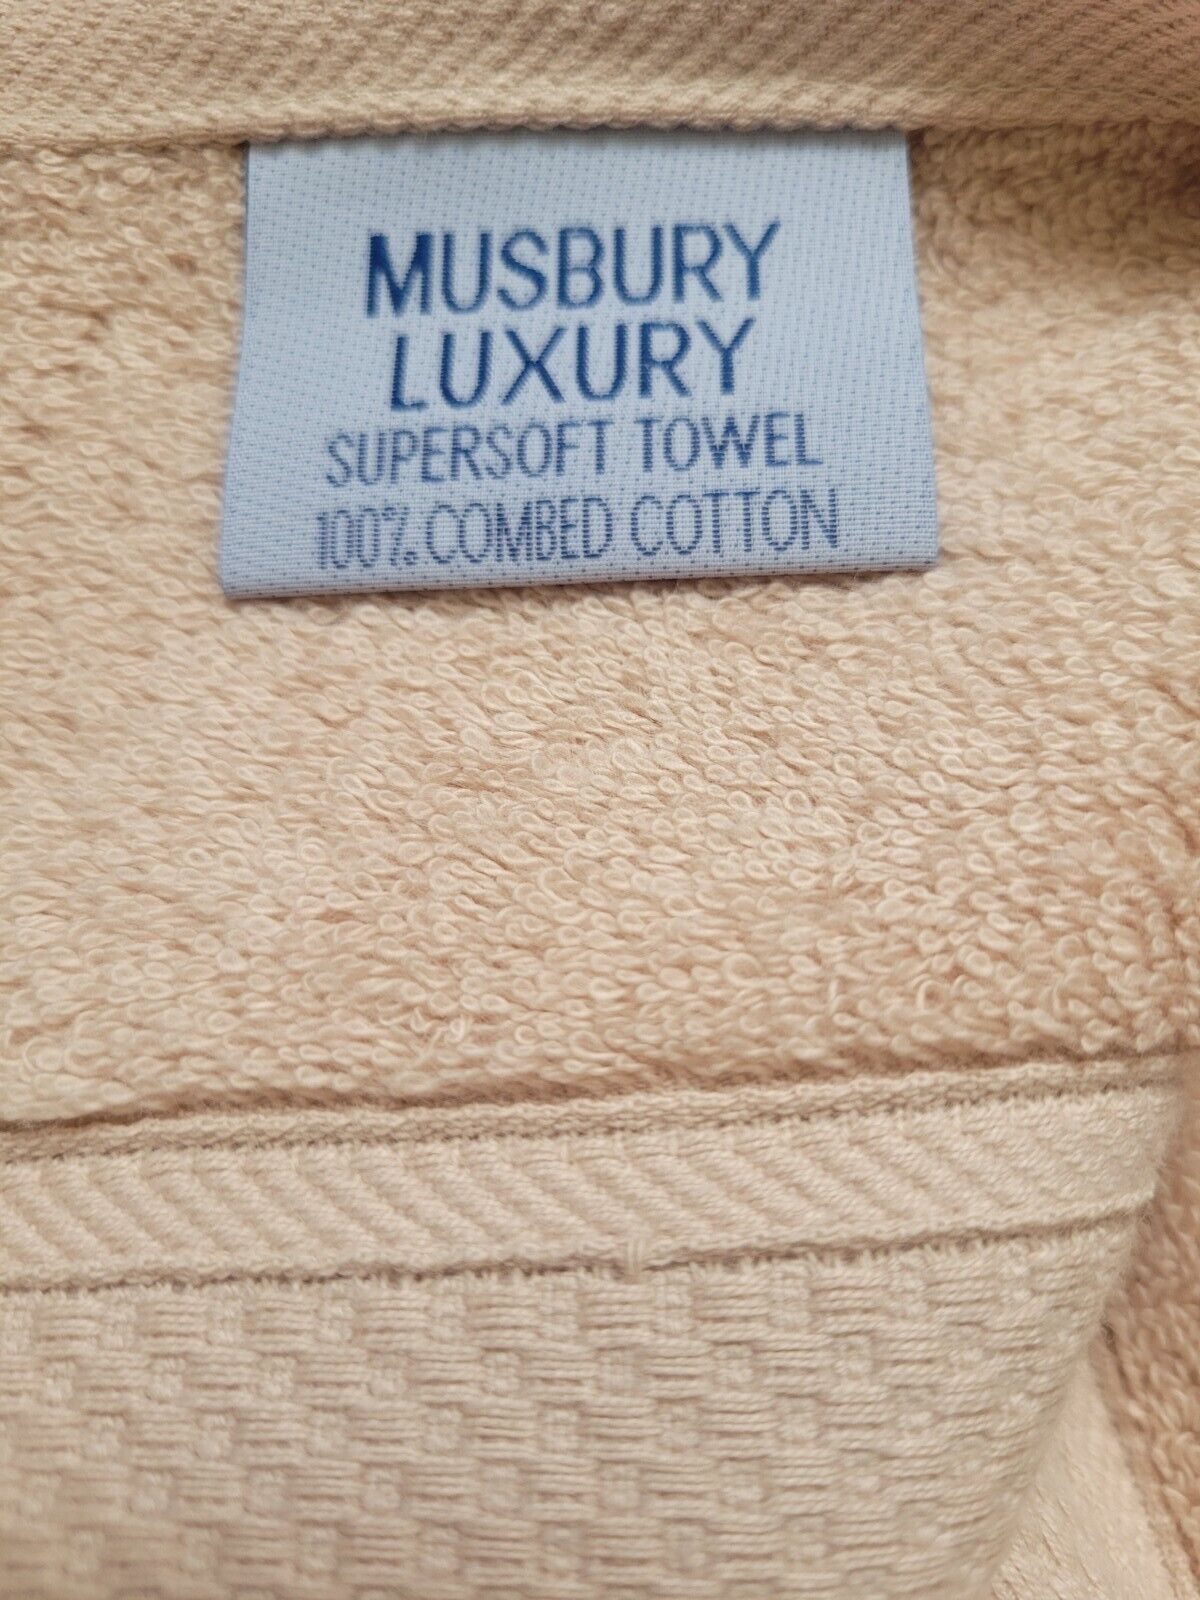 MUSBURY
LUXURY
SUPERSOFT TOWEL
100% COMBED COTTON